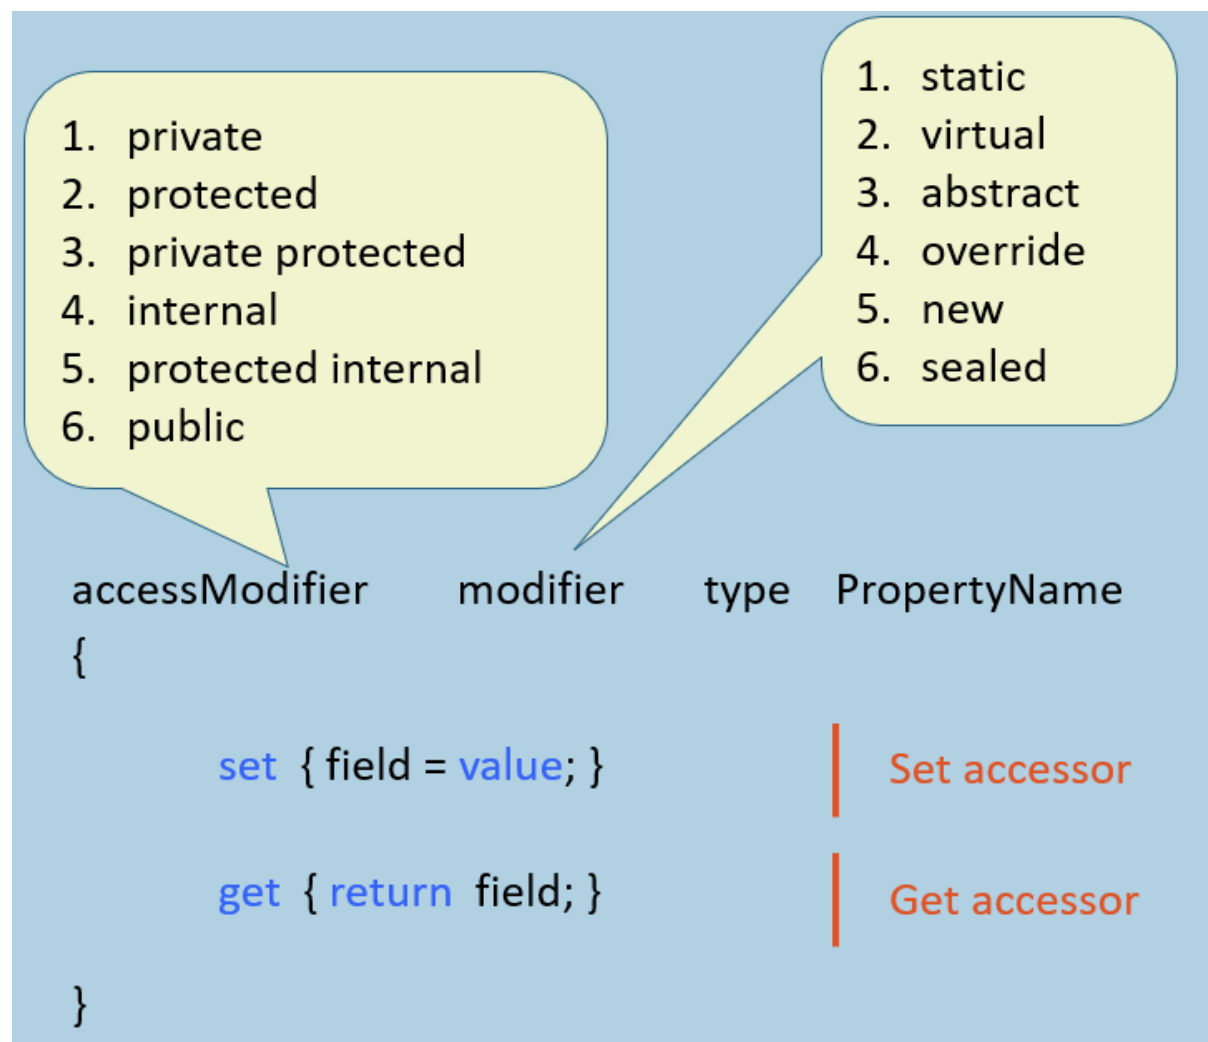 1. private
2. protected
3. private protected
4. internal
5. protected internal
6. public
1. static
2. virtual
3. abstract
4. override
5. new
6. sealed
accessModifier modifier type PropertyName
{
set { field = value; } Set accessor
get { return field; } Get accessor
}